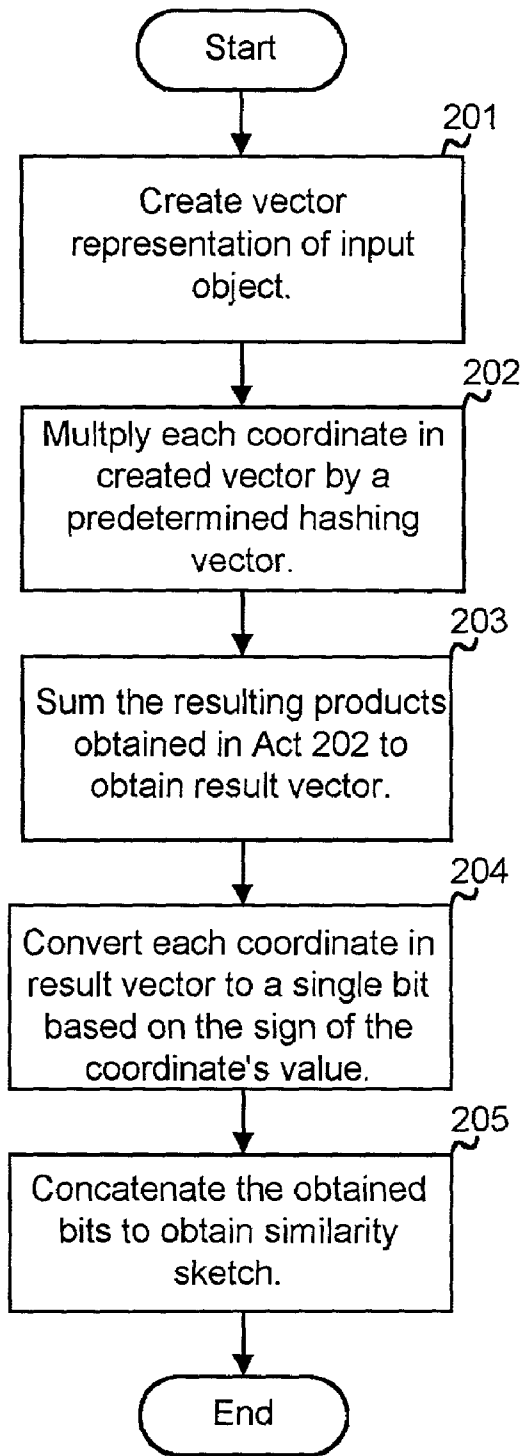 Start
201
Create vector
representation of input
object.
202
Multply each coordinate in
created vector by a
predetermined hashing
vector.
203
Sum the resulting products
obtained in Act 202 to
obtain result vector.
204
Convert each coordinate in
result vector to a single bit
based on the sign of the
coordinate's value.
205
Concatenate the obtained
bits to obtain similarity
sketch.
End